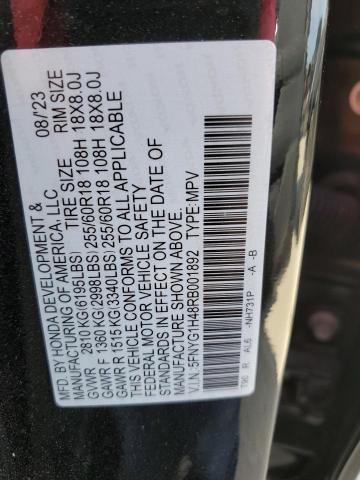 MFD. BY HONDA DEVELOPMENT & 08/23
MANUFACTURING OF AMERICA, LLC
TIRE SIZE RIM SIZE
GVWR 2810 KG(6195LBS)
GAWR F 1360 KG(2998LBS) 255/60R18 108H 18X8.0J
GAWR R 1515 KG(3340LBS) 255/60R18 108H 18X8.0J
THIS VEHICLE CONFORMS TO ALL APPLICABLE
FEDERAL MOTOR VEHICLE SAFETY
STANDARDS IN EFFECT ON THE DATE OF
MANUFACTURE SHOWN ABOVE.
V.I.N. 5FNYG1H48RB001892 TYPE:MPV
T90 R AL6 -NH731P -A -B